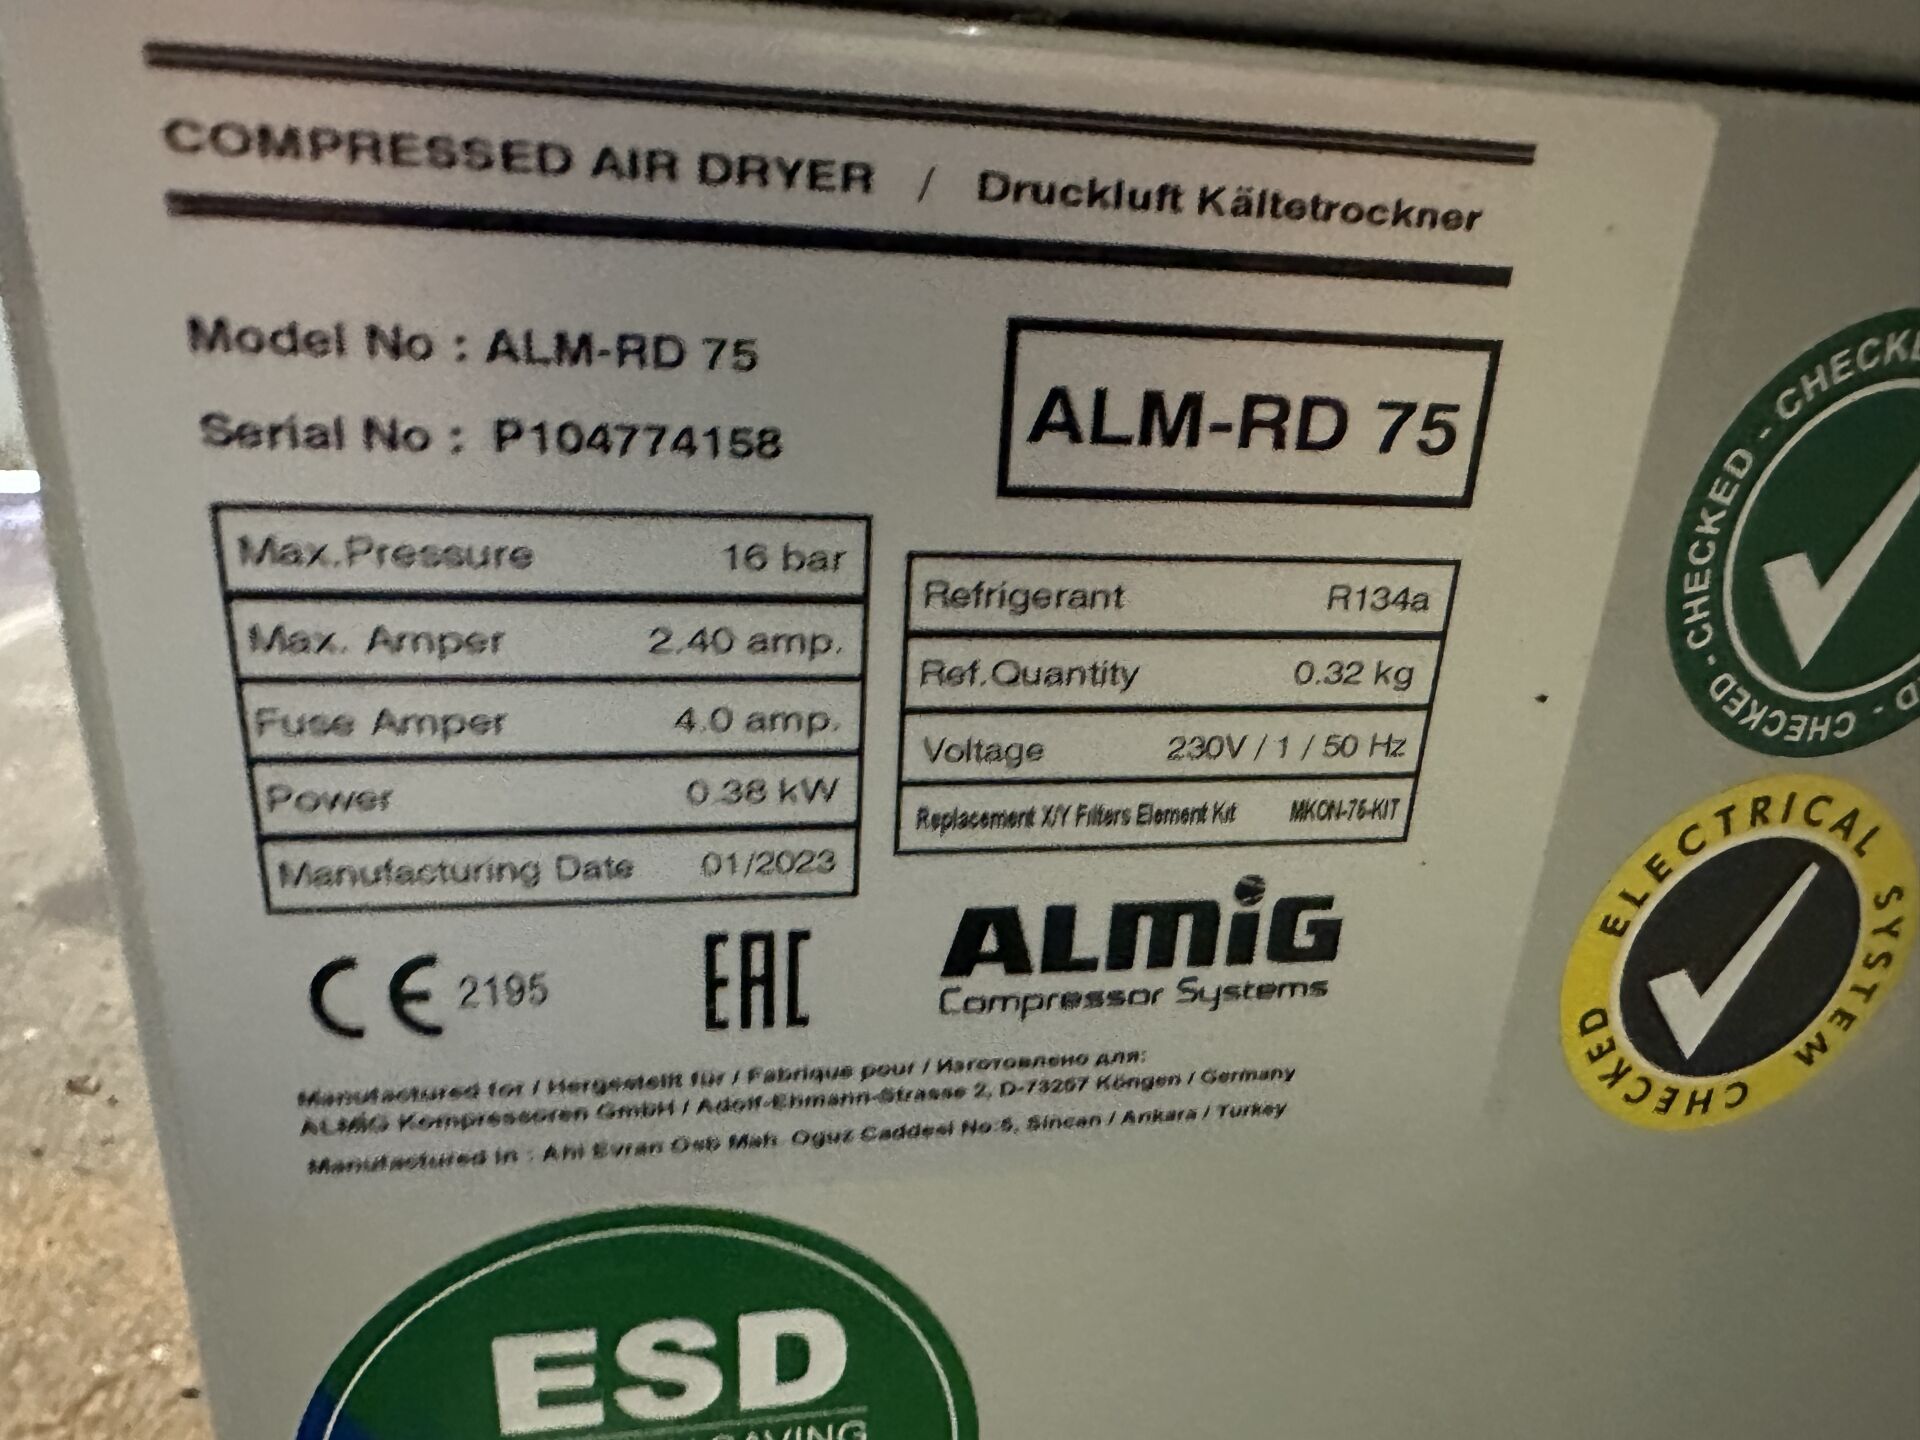 COMPRESSED AIR DRYER / Druckluft Kältetrockner
Model No : ALM-RD 75
Serial No : P104774158
ALM-RD 75
Max.Pressure 16 bar
Max. Amper 2.40 amp.
Fuse Amper 4.0 amp.
Power 0.38 kW
Manufacturing Date 01/2023
Refrigerant R134a
Ref.Quantity 0.32 kg
Voltage 230V / 1 / 50 Hz
Replacement X/Y Filters Element Kit MKON-75-KIT
CE 2195
EAC
ALMiG
Compressor Systems
Manufactured for / Hergestellt für / Fabrique pour / Изготовлено для:
ALMİG Kompressoren GmbH / Adolf-Ehmann-Strasse 2, D-73257 Köngen / Germany
Manufactured in : Ahi Evran Osb Mah. Oguz Caddesi No:5, Sincan / Ankara / Turkey
CHECKED - CHECKED - CHECKED - CHECKED
ELECTRICAL SYSTEM
CHECKED
ESD
SAVING